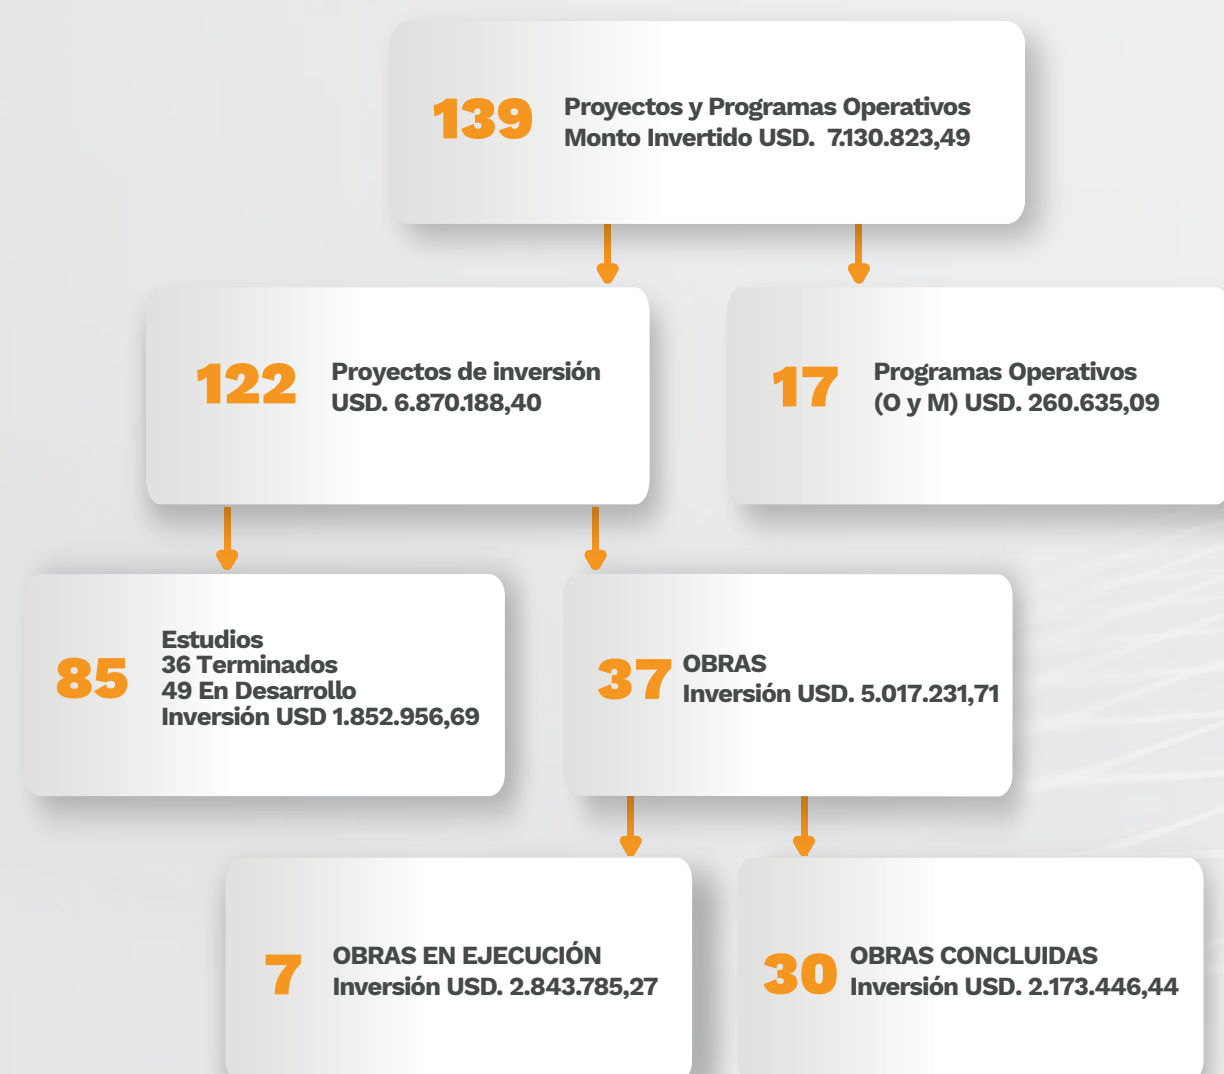 139
Proyectos y Programas Operativos
Monto Invertido USD. 7.130.823,49
122
Proyectos de inversión
USD. 6.870.188,40
17
Programas Operativos
(O y M) USD. 260.635,09
85
Estudios
36 Terminados
49 En Desarrollo
Inversión USD 1.852.956,69
37
OBRAS
Inversión USD. 5.017.231,71
7
OBRAS EN EJECUCIÓN
Inversión USD. 2.843.785,27
30
OBRAS CONCLUIDAS
Inversión USD. 2.173.446,44